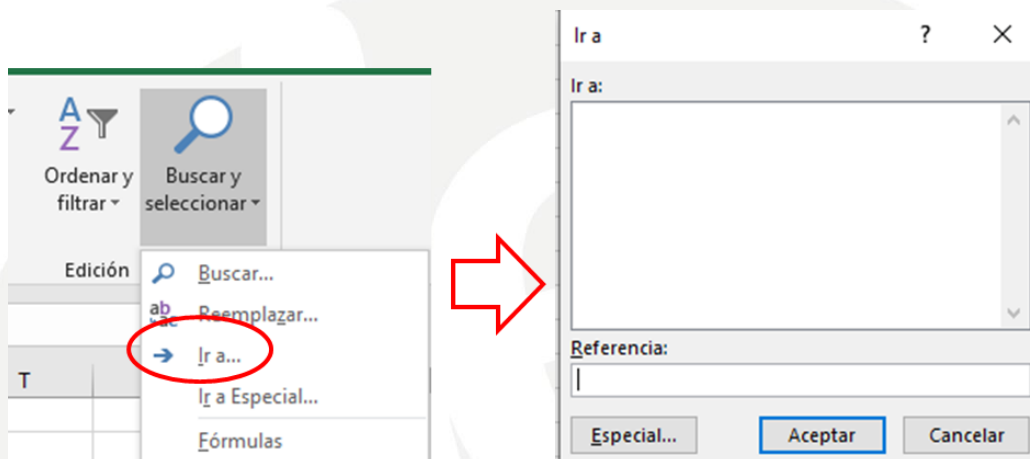 Ordenar y
filtrar
Buscar y
seleccionar
Edición
Buscar...
Reemplazar...
Ir a...
Ir a Especial...
Fórmulas
T
Ir a
?
Ir a:
Referencia:
Especial...
Aceptar
Cancelar